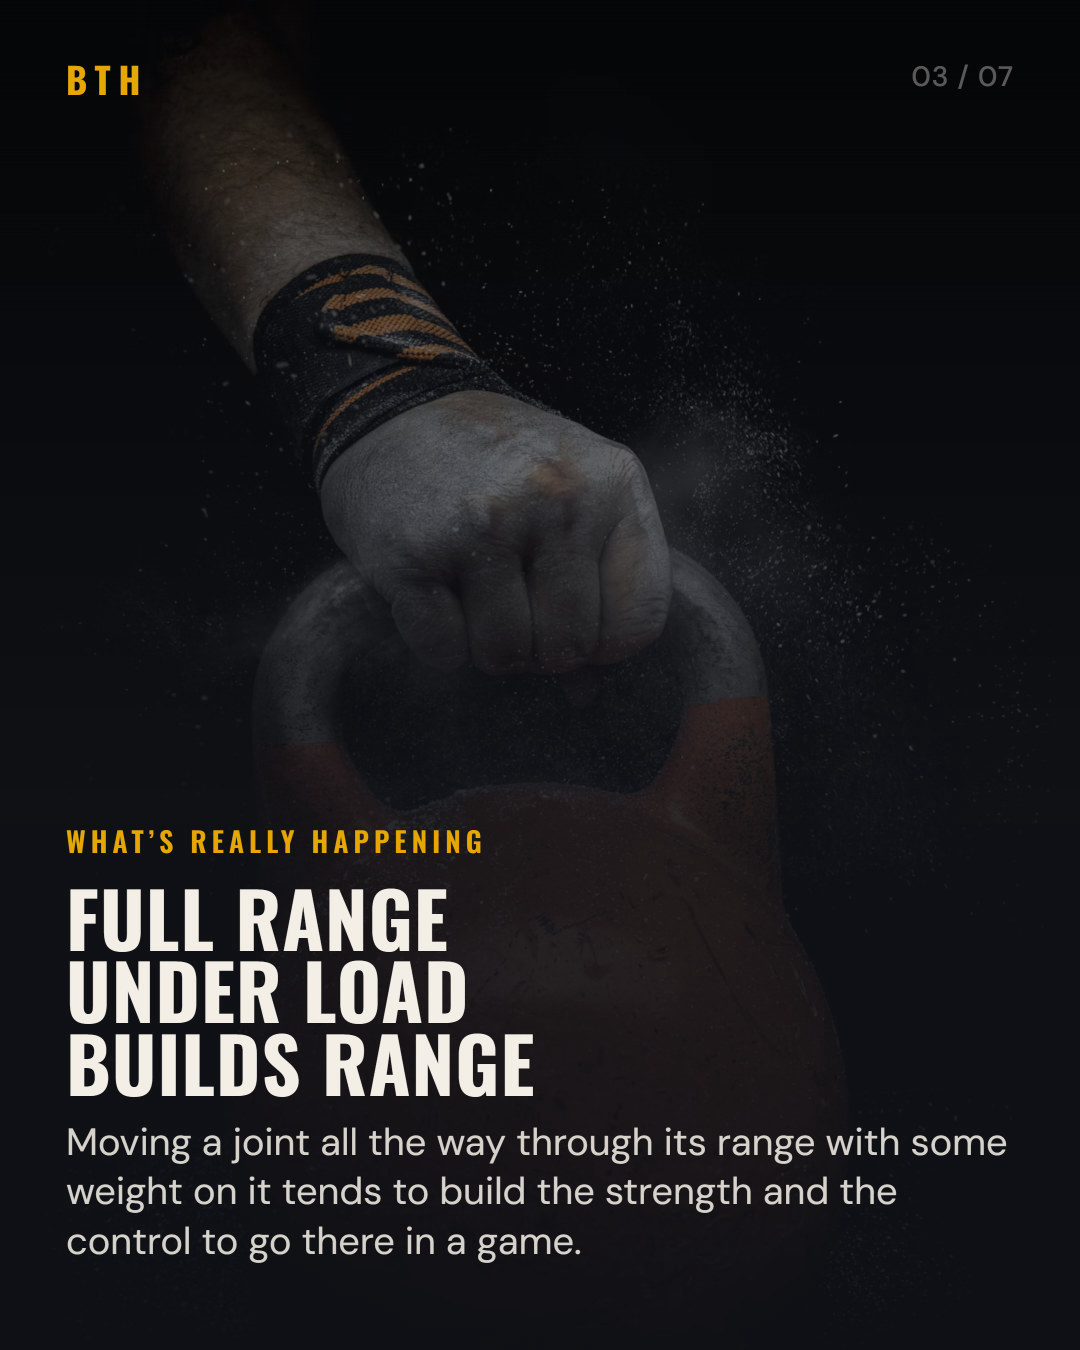 BTH
03 / 07
WHAT’S REALLY HAPPENING
FULL RANGE
UNDER LOAD
BUILDS RANGE
Moving a joint all the way through its range with some
weight on it tends to build the strength and the
control to go there in a game.